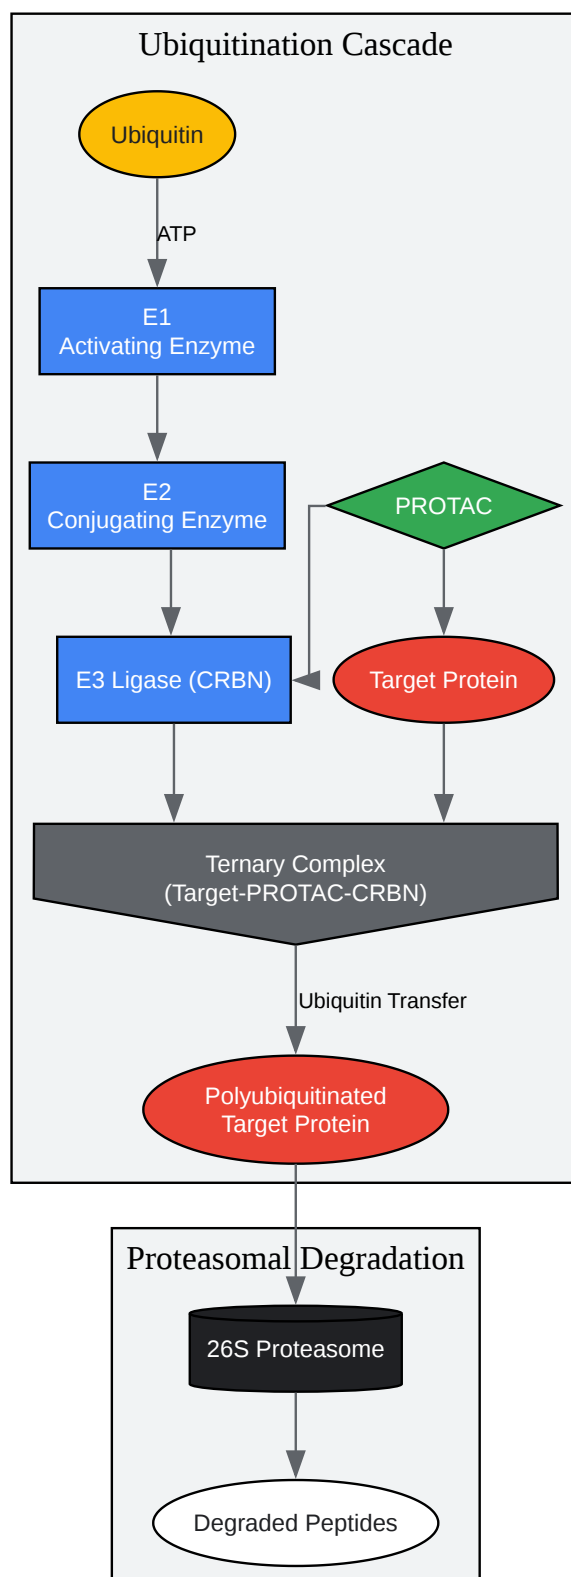 Ubiquitination Cascade
Ubiquitin
ATP
E1
Activating Enzyme
E2
Conjugating Enzyme
PROTAC
E3 Ligase (CRBN)
Target Protein
Ternary Complex
(Target-PROTAC-CRBN)
Ubiquitin Transfer
Polyubiquitinated
Target Protein
Proteasomal Degradation
26S Proteasome
Degraded Peptides